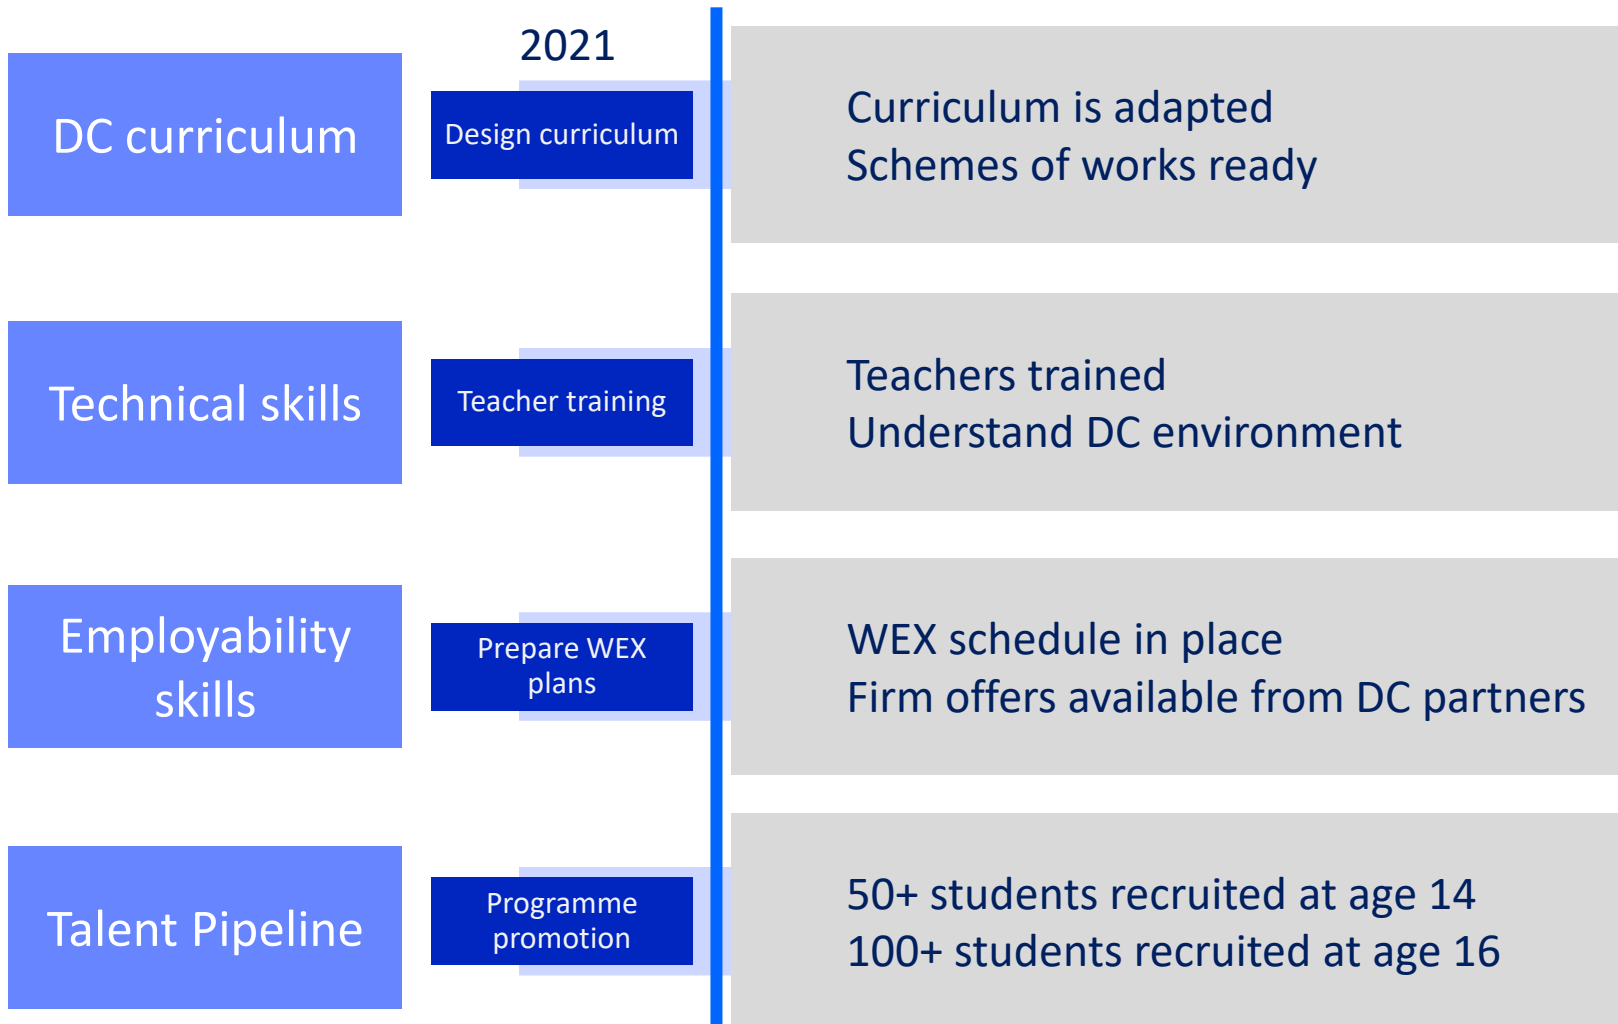 2021
DC curriculum
Design curriculum
Curriculum is adapted
Schemes of works ready
Technical skills
Teacher training
Teachers trained
Understand DC environment
Employability
skills
Prepare WEX
plans
WEX schedule in place
Firm offers available from DC partners
Talent Pipeline
Programme
promotion
50+ students recruited at age 14
100+ students recruited at age 16